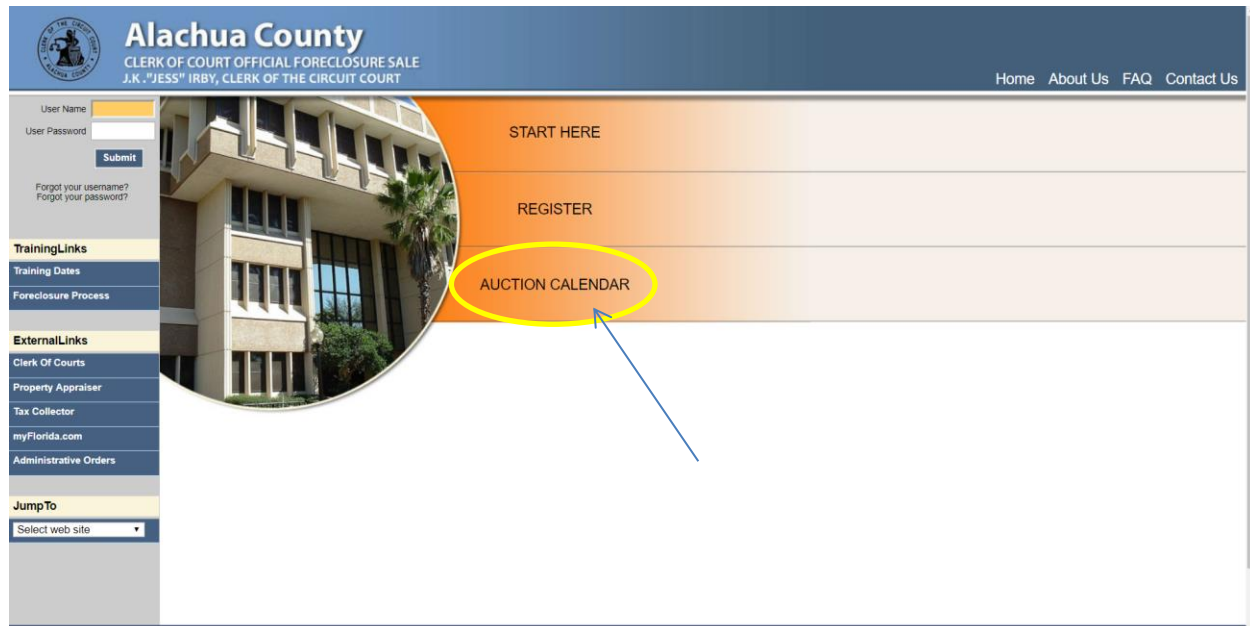 Alachua County
CLERK OF COURT OFFICIAL FORECLOSURE SALE
J.K."JESS" IRBY, CLERK OF THE CIRCUIT COURT
Home About Us FAQ Contact Us
User Name
User Password
Submit
Forgot your username?
Forgot your password?
START HERE
REGISTER
AUCTION CALENDAR
TrainingLinks
Training Dates
Foreclosure Process
ExternalLinks
Clerk Of Courts
Property Appraiser
Tax Collector
myFlorida.com
Administrative Orders
JumpTo
Select web site